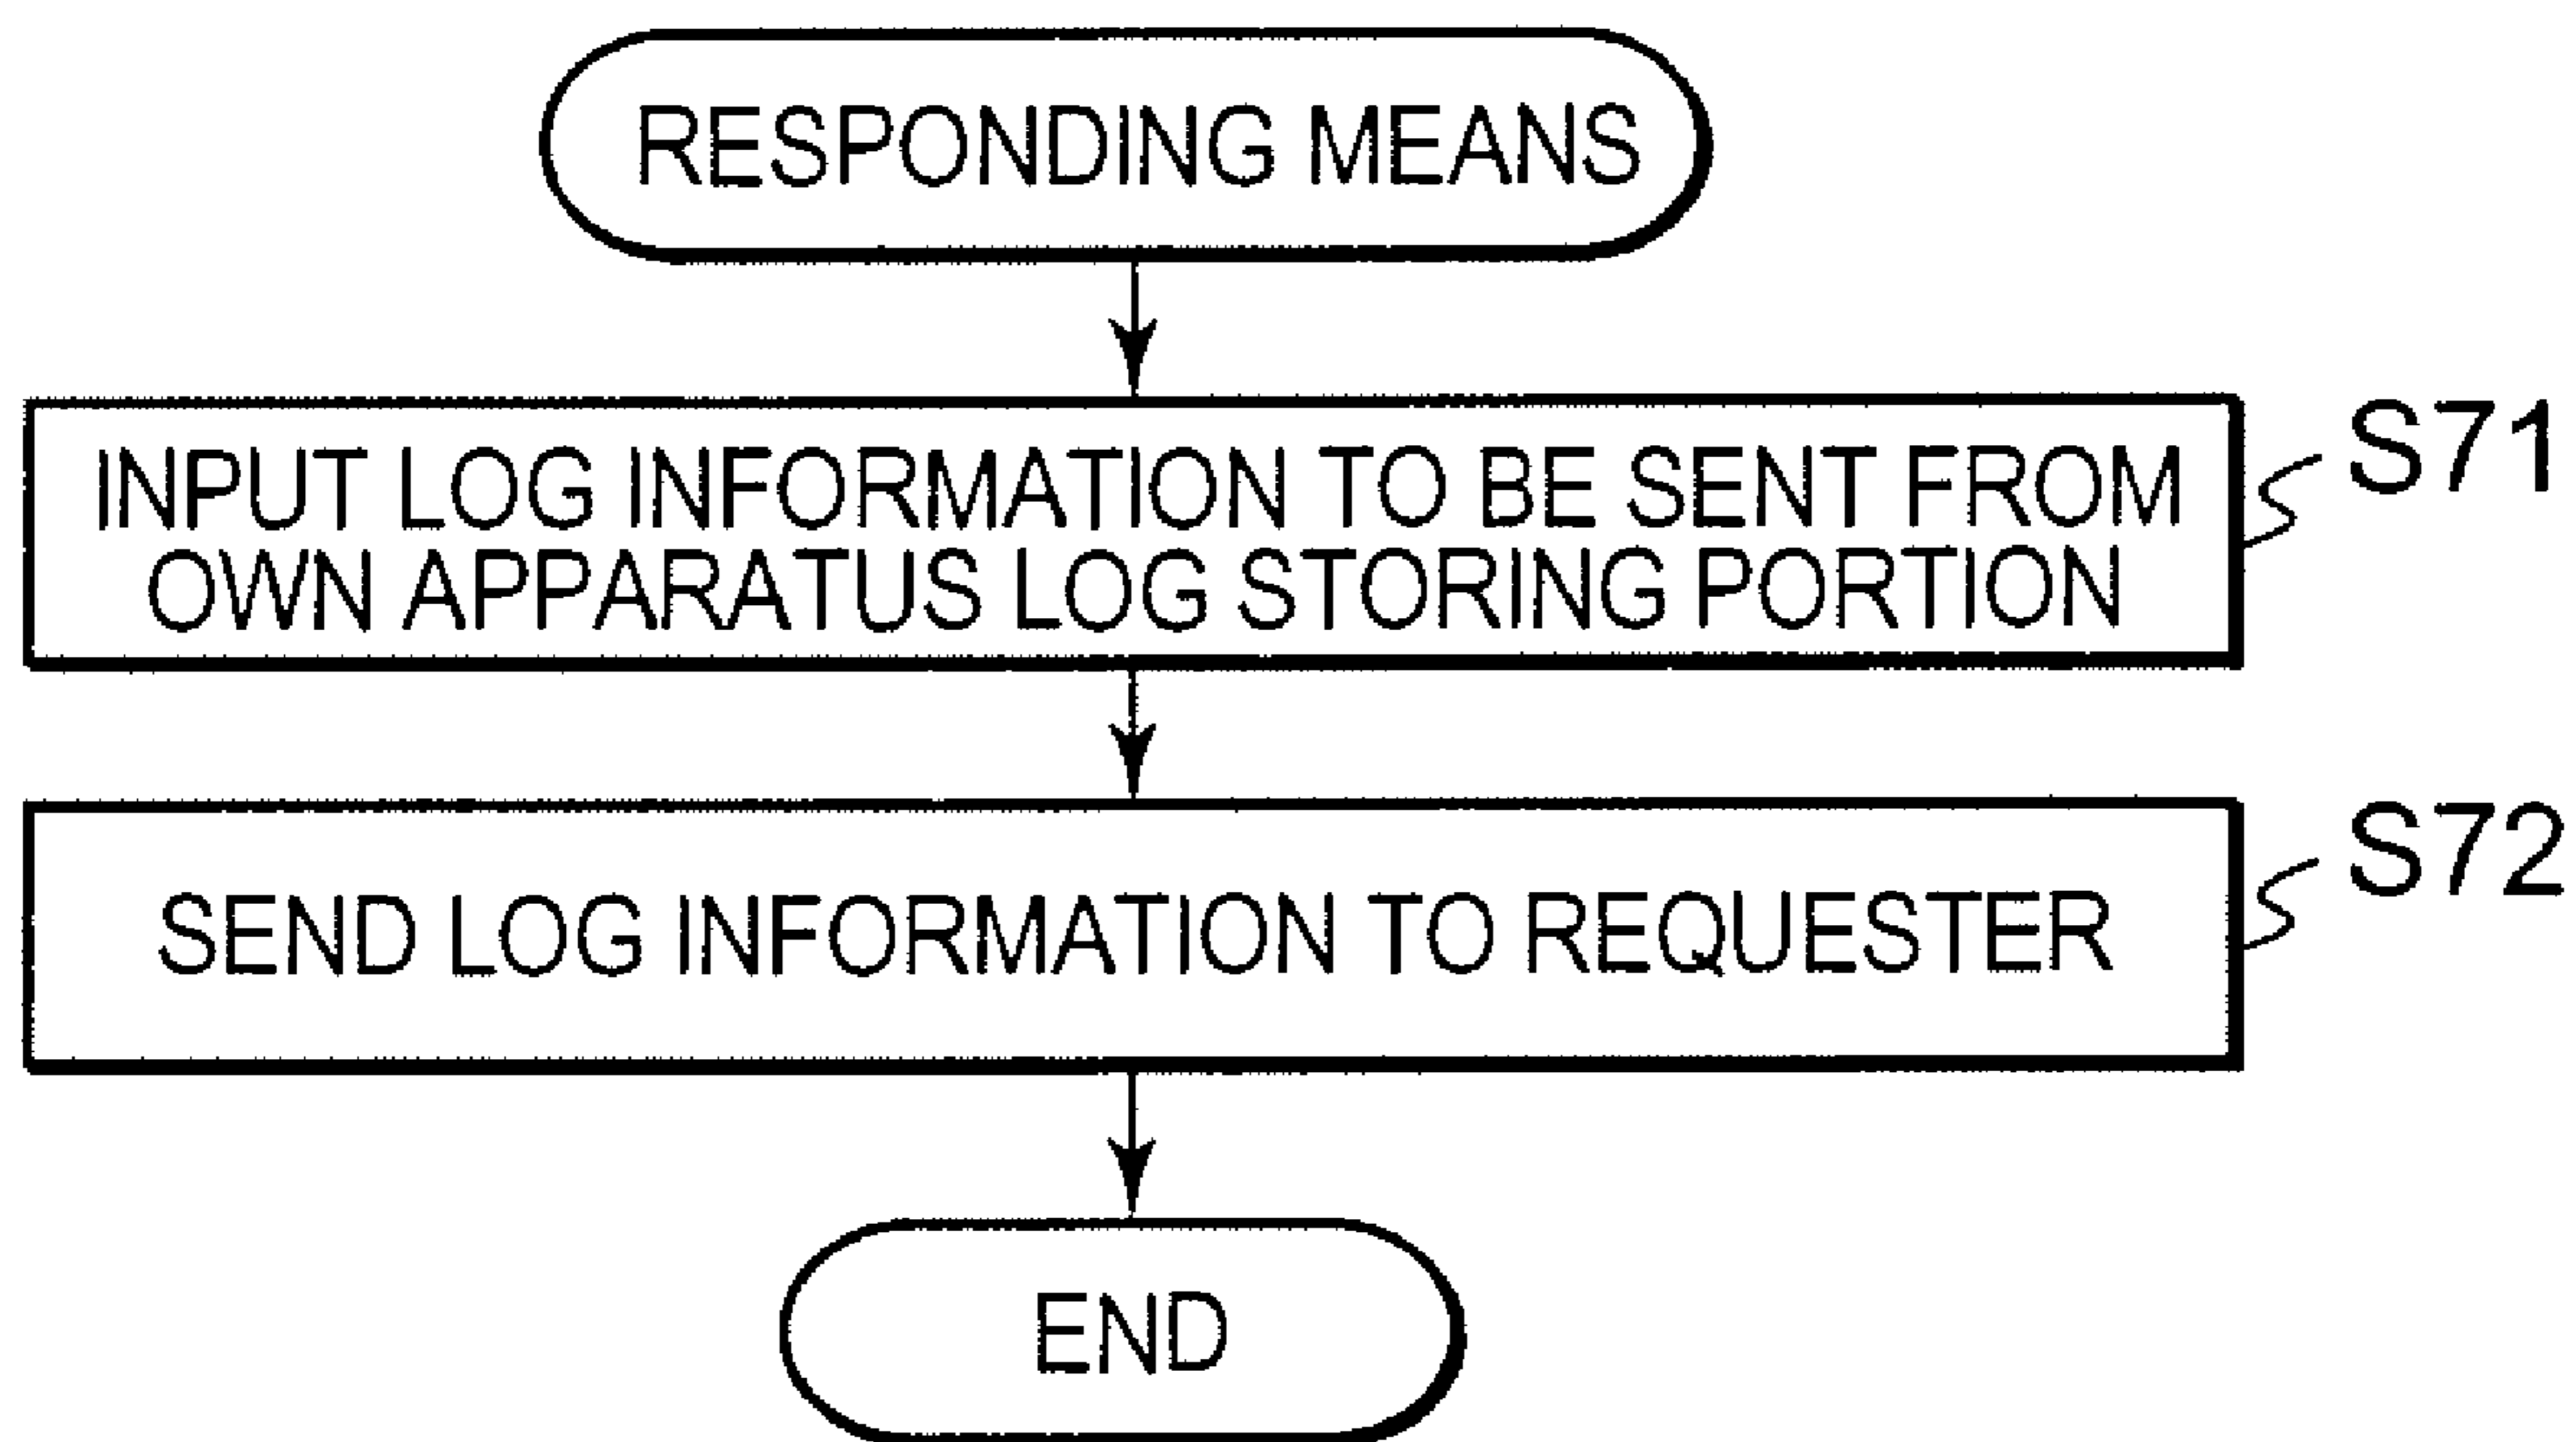 RESPONDING MEANS
INPUT LOG INFORMATION TO BE SENT FROM
OWN APPARATUS LOG STORING PORTION
S71
SEND LOG INFORMATION TO REQUESTER
S72
END